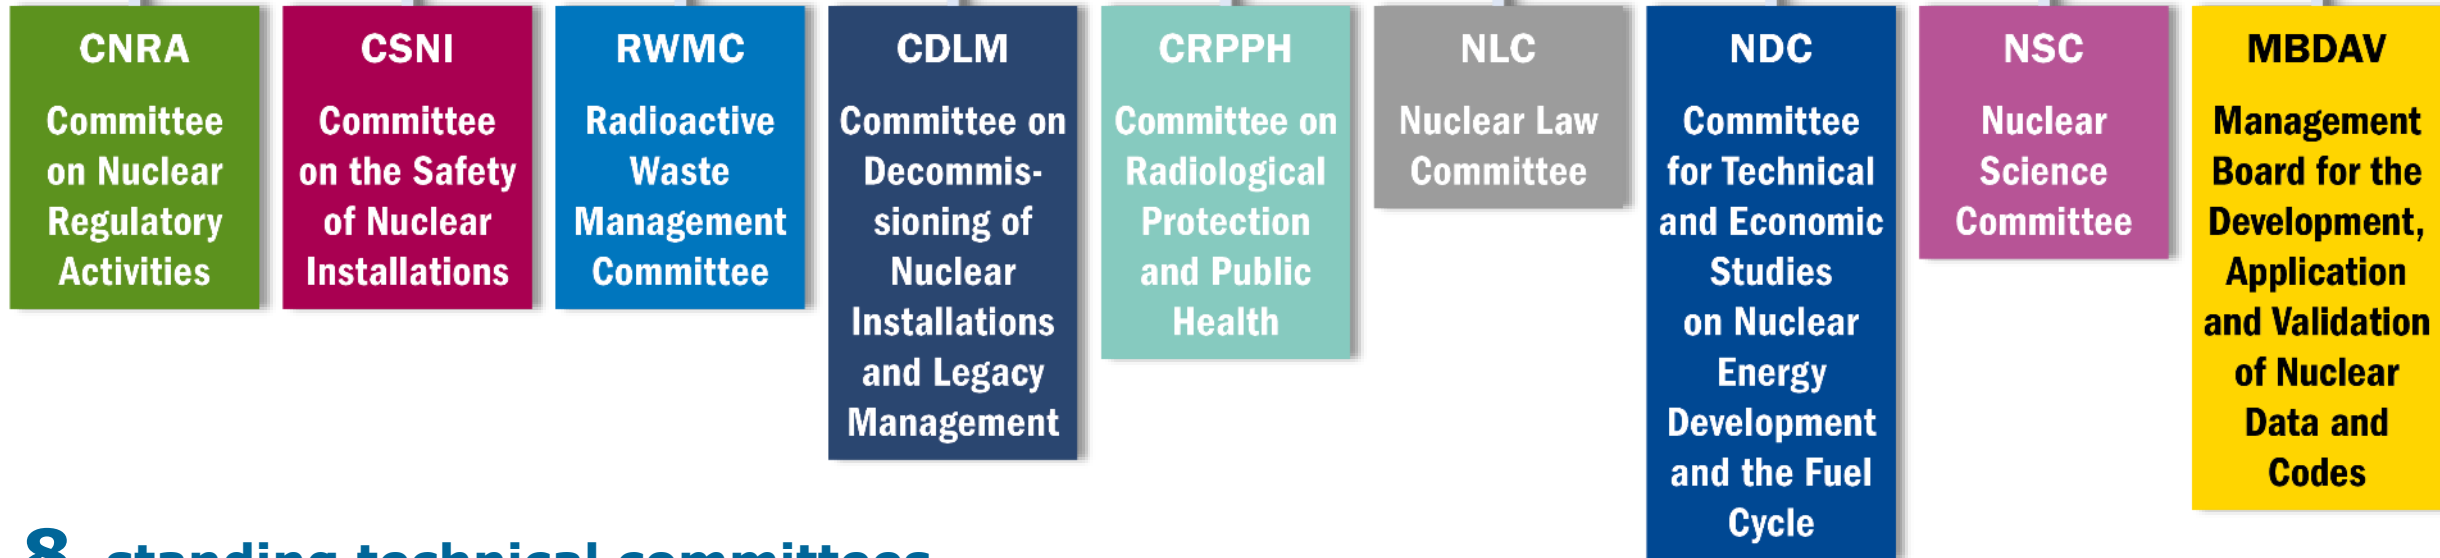 CNRA
Committee
on Nuclear
Regulatory
Activities
CSNI
Committee
on the Safety
of Nuclear
Installations
RWMC
Radioactive
Waste
Management
Committee
CDLM
Committee on
Decommis-
sioning of
Nuclear
Installations
and Legacy
Management
CRPPH
Committee on
Radiological
Protection
and Public
Health
NLC
Nuclear Law
Committee
NDC
Committee
for Technical
and Economic
Studies
on Nuclear
Energy
Development
and the Fuel
Cycle
NSC
Nuclear
Science
Committee
MBDAV
Management
Board for the
Development,
Application
and Validation
of Nuclear
Data and
Codes
8 standing technical committees